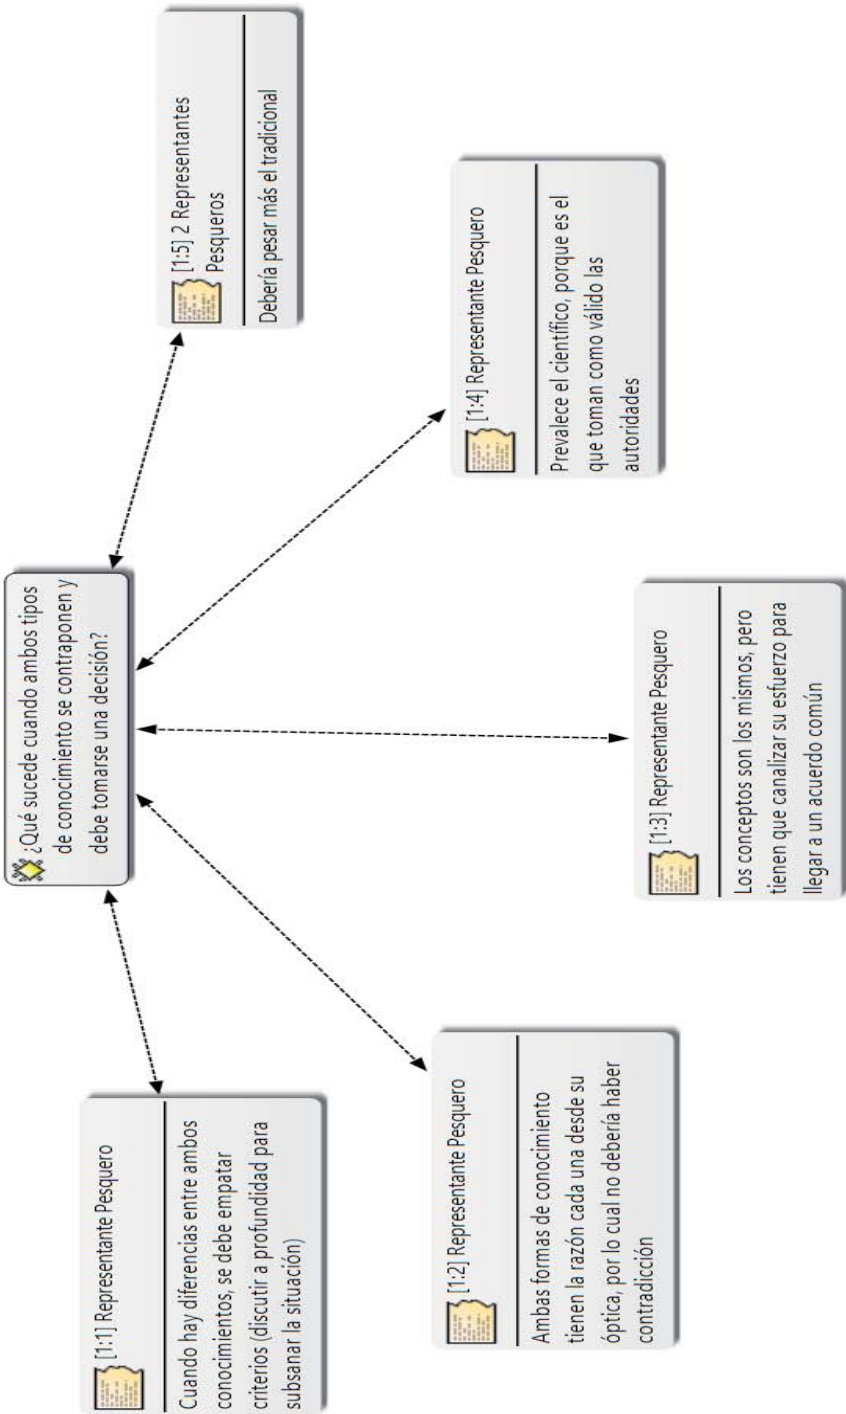 ¿Qué sucede cuando ambos tipos
de conocimiento se contraponen y
debe tomarse una decisión?
[1:1] Representante Pesquero
Cuando hay diferencias entre ambos
conocimientos, se debe empatar
criterios (discutir a profundidad para
subsanar la situación)
[1:2] Representante Pesquero
Ambas formas de conocimiento
tienen la razón cada una desde su
óptica, por lo cual no debería haber
contradicción
[1:3] Representante Pesquero
Los conceptos son los mismos, pero
tienen que canalizar su esfuerzo para
llegar a un acuerdo común
[1:4] Representante Pesquero
Prevalece el científico, porque es el
que toman como válido las
autoridades
[1:5] 2 Representantes
Pesqueros
Debería pesar más el tradicional